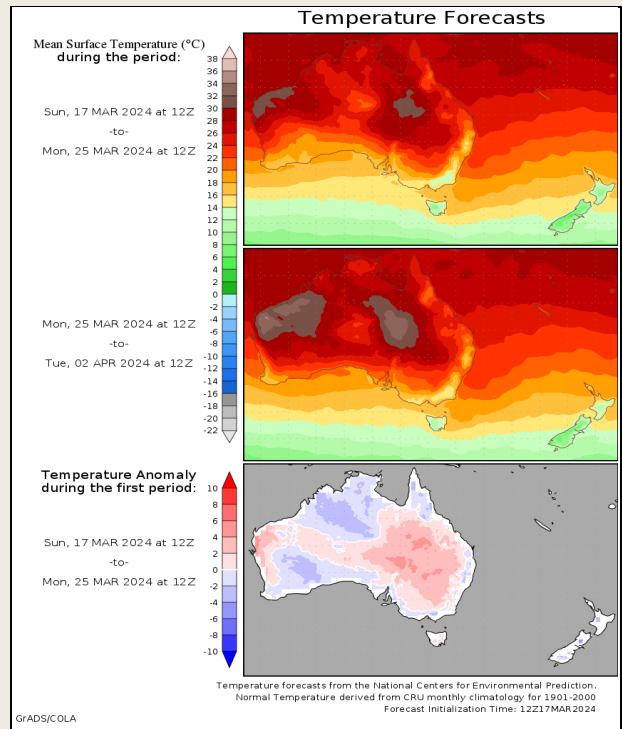 Temperature Forecasts
Mean Surface Temperature (°C)
during the period:
38
36
34
32
30
28
26
24
22
20
18
16
14
12
10
8
6
4
2
0
-2
-4
-6
-8
-10
-12
-14
-16
-18
-20
-22
Sun, 17 MAR 2024 at 12Z
-to-
Mon, 25 MAR 2024 at 12Z
Mon, 25 MAR 2024 at 12Z
-to-
Tue, 02 APR 2024 at 12Z
Temperature Anomaly
during the first period:
10
8
6
4
2
0
-2
-4
-6
-8
-10
Sun, 17 MAR 2024 at 12Z
-to-
Mon, 25 MAR 2024 at 12Z
Temperature forecasts from the National Centers for Environmental Prediction.
Normal Temperature derived from CRU monthly climatology for 1901-2000
Forecast Initialization Time: 12Z17MAR2024
GrADS/COLA